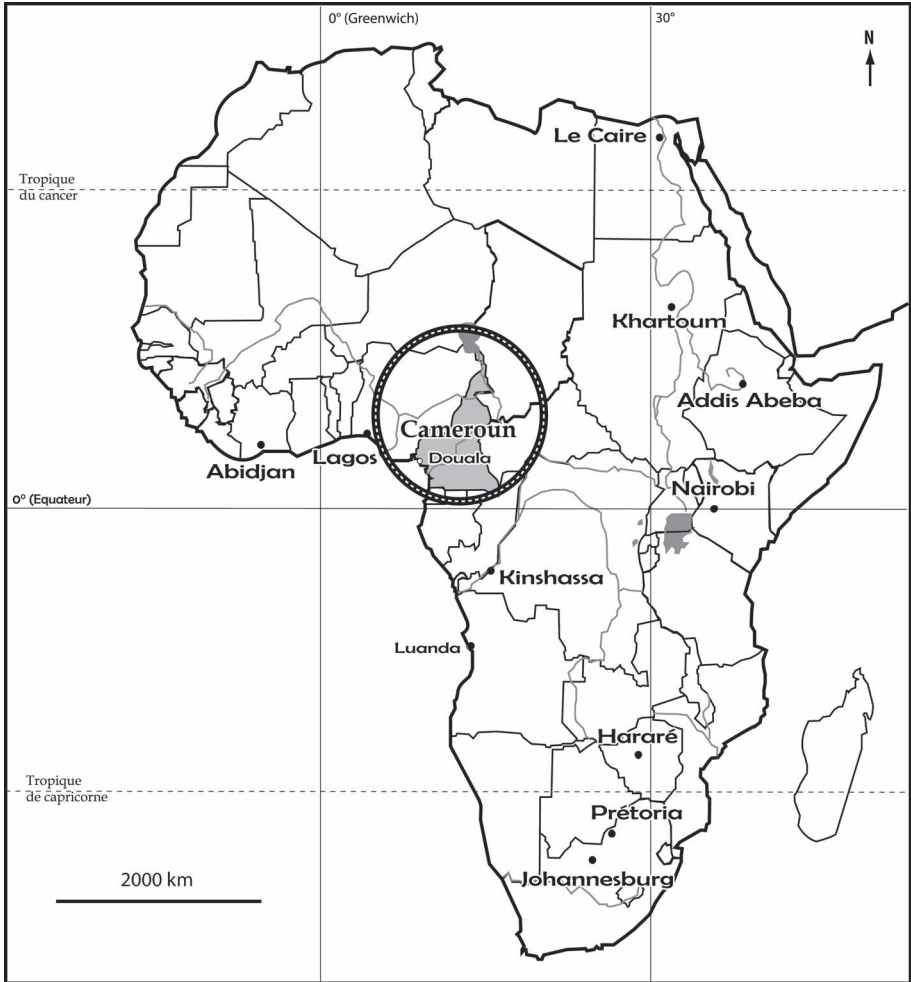 0° (Greenwich)
30°
N
Le Caire
Tropique
du cancer
Khartoum
Addis Abeba
Cameroun
Douala
Lagos
Abidjan
Nairobi
0° (Equateur)
Kinshassa
Luanda
Hararé
Tropique
de capricorne
Prétoria
Johannesburg
2000 km